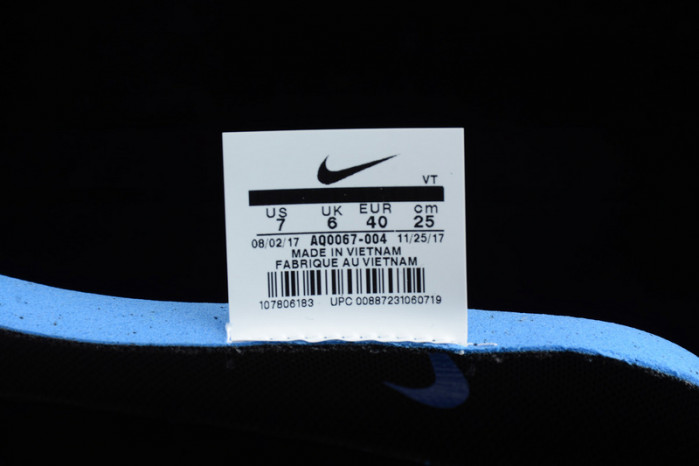 VT
US UK EUR cm
7 6 40 25
08/02/17 AQ0067-004 11/25/17
MADE IN VIETNAM
FABRIQUE AU VIETNAM
107806183 UPC 00887231060719